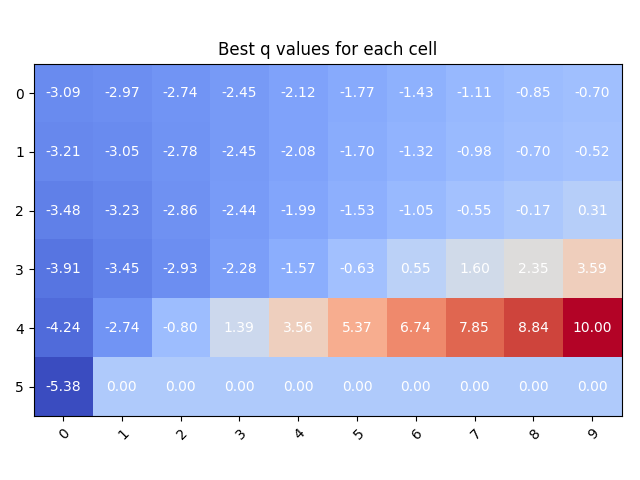 Best q values for each cell
0 -3.09 -2.97 -2.74 -2.45 -2.12 -1.77 -1.43 -1.11 -0.85 -0.70
1 -3.21 -3.05 -2.78 -2.45 -2.08 -1.70 -1.32 -0.98 -0.70 -0.52
2 -3.48 -3.23 -2.86 -2.44 -1.99 -1.53 -1.05 -0.55 -0.17 0.31
3 -3.91 -3.45 -2.93 -2.28 -1.57 -0.63 0.55 1.60 2.35 3.59
4 -4.24 -2.74 -0.80 1.39 3.56 5.37 6.74 7.85 8.84 10.00
5 -5.38 0.00 0.00 0.00 0.00 0.00 0.00 0.00 0.00 0.00
0 1 2 3 4 5 6 7 8 9